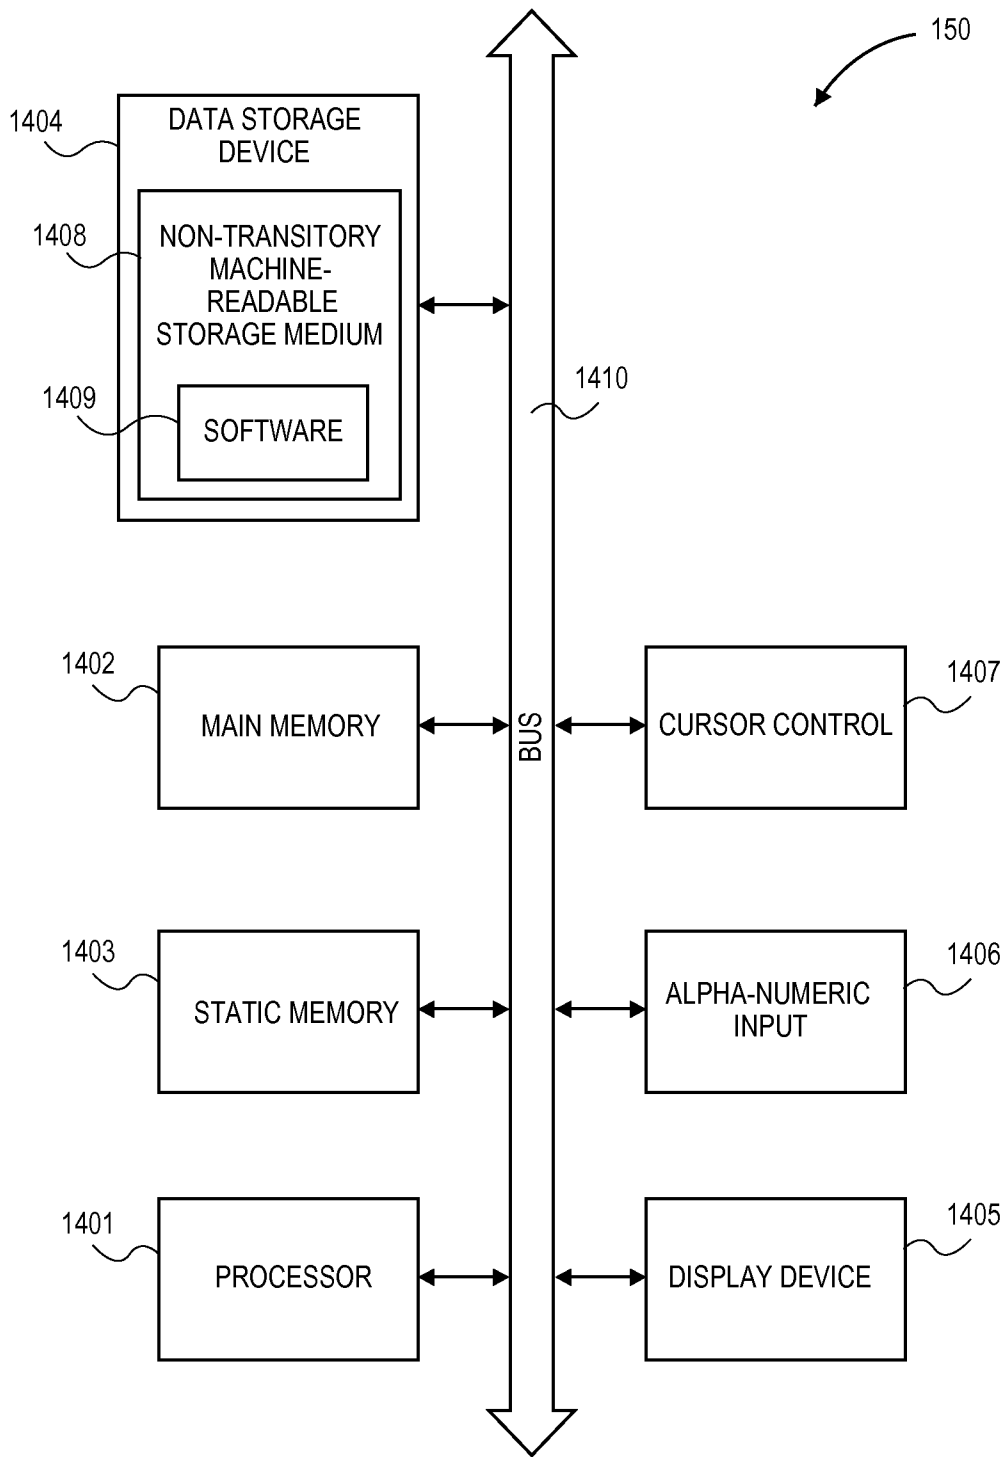 150
1404
DATA STORAGE
DEVICE
1408
NON-TRANSITORY
MACHINE-
READABLE
STORAGE MEDIUM
1409
SOFTWARE
1410
1402
MAIN MEMORY
BUS
CURSOR CONTROL
1407
1403
STATIC MEMORY
ALPHA-NUMERIC
INPUT
1406
1401
PROCESSOR
DISPLAY DEVICE
1405